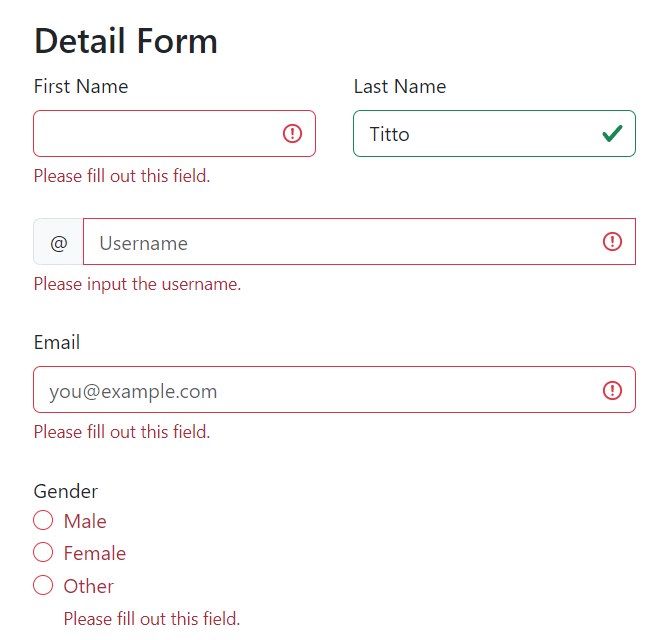 Detail Form
First Name Last Name
Titto
Please fill out this field.
@ Username
Please input the username.
Email
you@example.com
Please fill out this field.
Gender
Male
Female
Other
Please fill out this field.